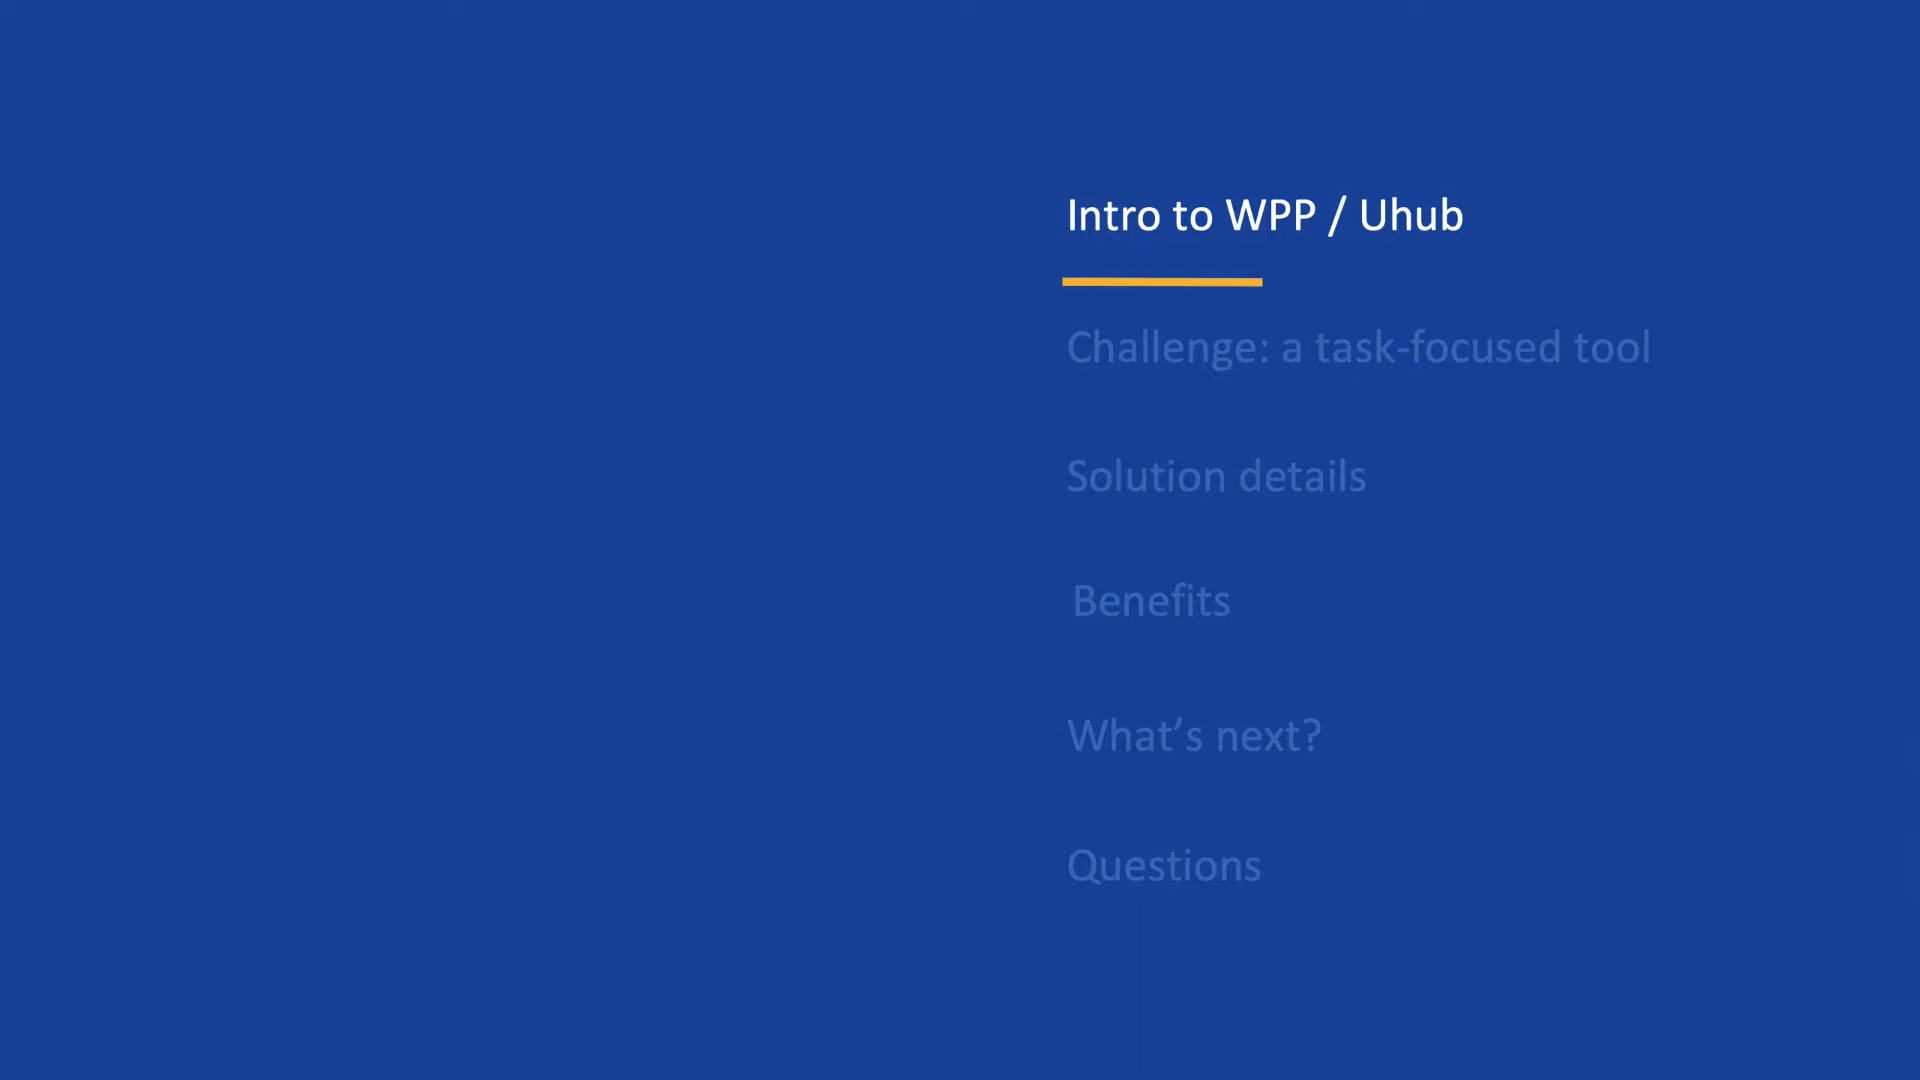 Intro to WPP / Uhub
Challenge: a task-focused tool
Solution details
Benefits
What’s next?
Questions